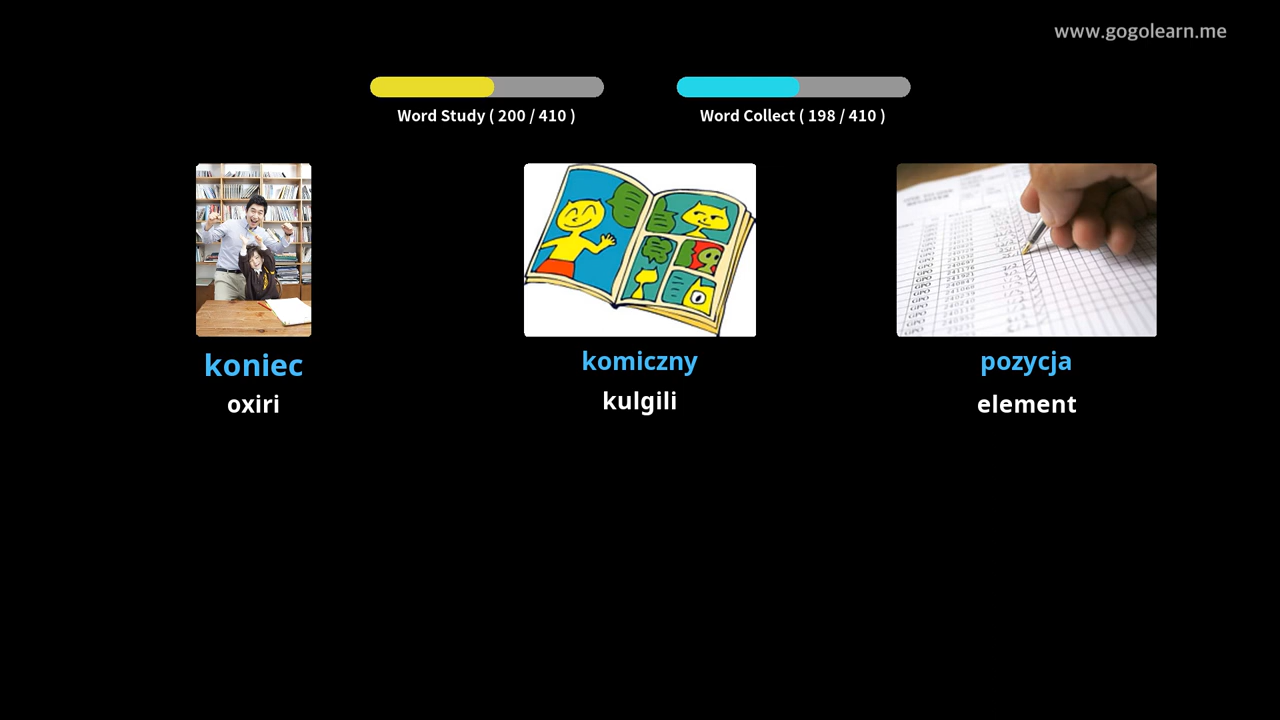 www.gogolearn.me
Word Study ( 200 / 410 )
Word Collect ( 198 / 410 )
koniec
oxiri
komiczny
kulgili
pozycja
element